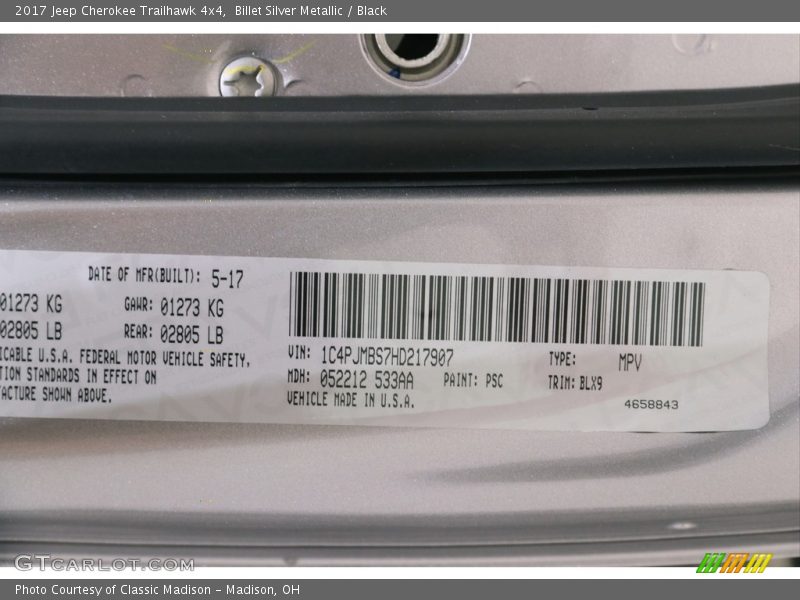 2017 Jeep Cherokee Trailhawk 4x4, Billet Silver Metallic / Black
DATE OF MFR(BUILT): 5-17
01273 KG GAWR: 01273 KG
02805 LB REAR: 02805 LB
ICABLE U.S.A. FEDERAL MOTOR VEHICLE SAFETY,
TION STANDARDS IN EFFECT ON
FACTURE SHOWN ABOVE.
VIN: 1C4PJMBS7HD217907 TYPE: MPV
MDH: 052212 533AA PAINT: PSC TRIM: BLX9
VEHICLE MADE IN U.S.A. 4658843
GTCARLOT.COM
Photo Courtesy of Classic Madison - Madison, OH